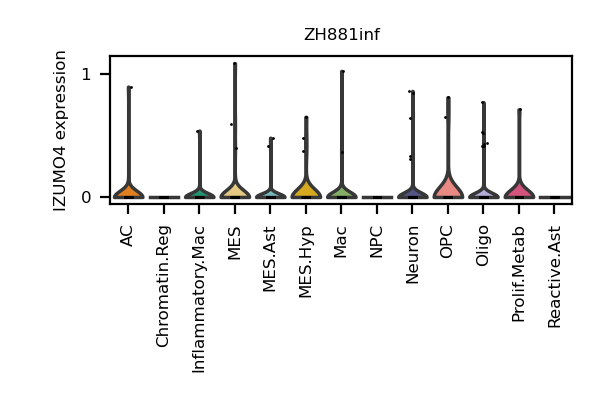 ZH881inf
IZUMO4 expression
1
0
AC
Chromatin.Reg
Inflammatory.Mac
MES
MES.Ast
MES.Hyp
Mac
NPC
Neuron
OPC
Oligo
Prolif.Metab
Reactive.Ast